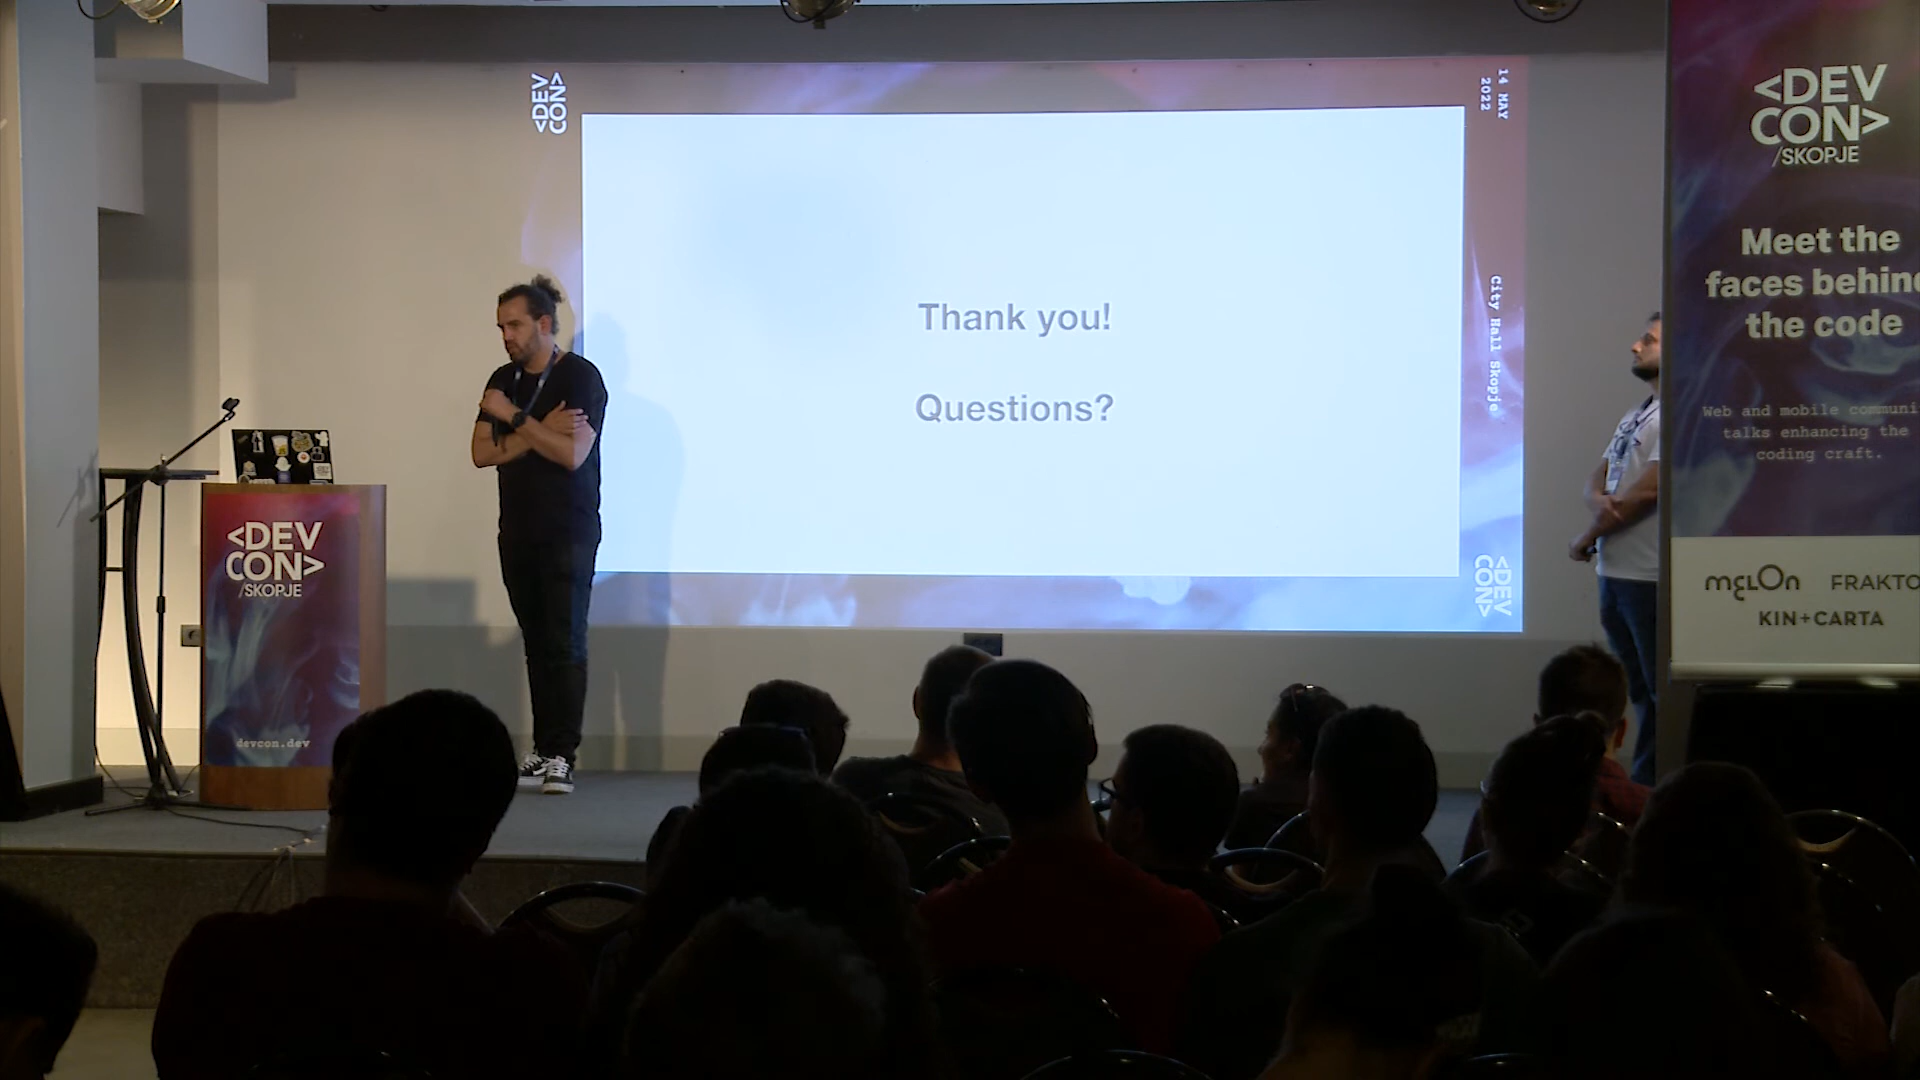 <DEV
CON>
14 MAY
2022
Thank you!
Questions?
City Hall Skopje
<DEV
CON>
<DEV
CON>
/SKOPJE
devcon.dev
<DEV
CON>
/SKOPJE
Meet the
faces behind
the code
Web and mobile communi
talks enhancing the
coding craft.
melon FRAKTO
KIN+CARTA